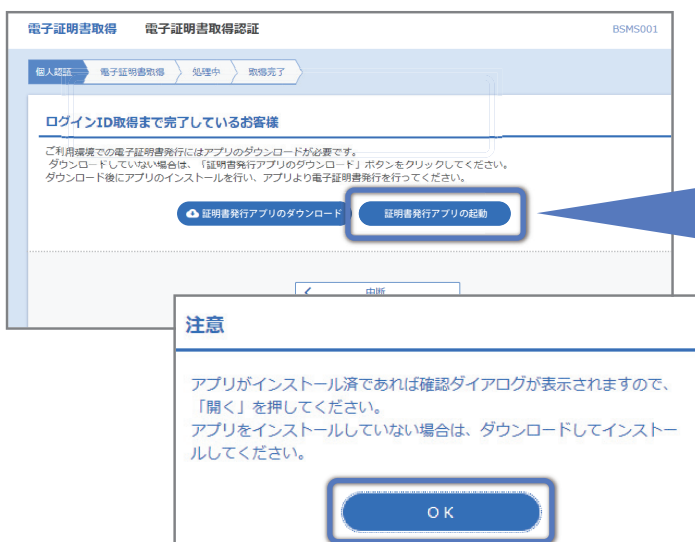 電子証明書取得 電子証明書取得認証 BSMS001
個人認証 電子証明書取得 処理中 取得完了
ログインID取得まで完了しているお客様
ご利用環境での電子証明書発行にはアプリのダウンロードが必要です。
ダウンロードしていない場合は、「証明書発行アプリのダウンロード」ボタンをクリックしてください。
ダウンロード後にアプリのインストールを行い、アプリより電子証明書発行を行ってください。
証明書発行アプリのダウンロード 証明書発行アプリの起動
中断
注意
アプリがインストール済であれば確認ダイアログが表示されますので、
「開く」を押してください。
アプリをインストールしていない場合は、ダウンロードしてインストー
ルしてください。
OK